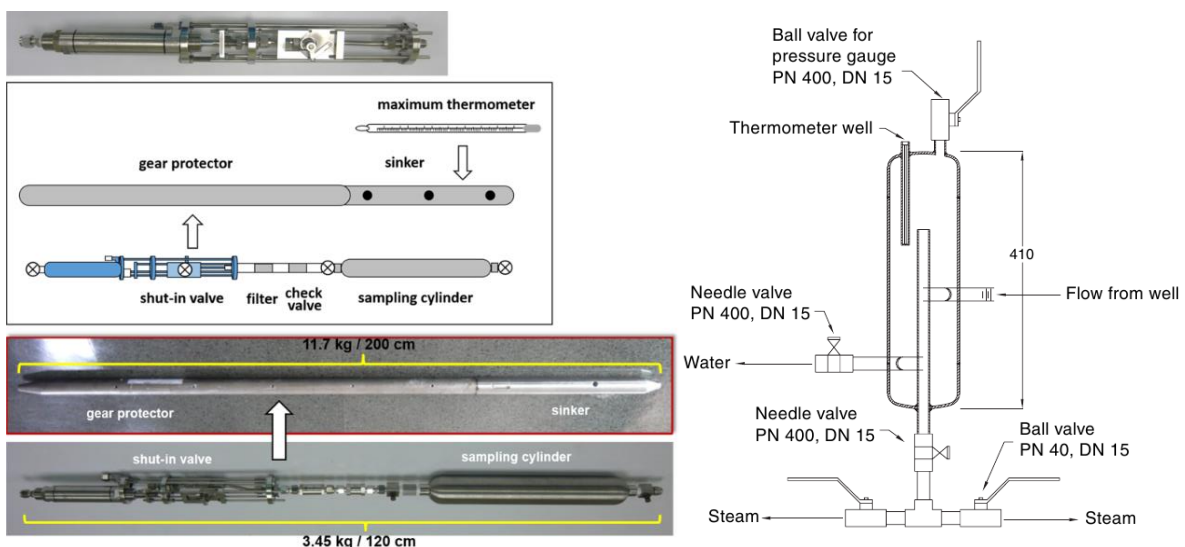 maximum thermometer
gear protector
sinker
shut-in valve
filter
check
valve
sampling cylinder
11.7 kg / 200 cm
gear protector
sinker
shut-in valve
sampling cylinder
3.45 kg / 120 cm
Ball valve for
pressure gauge
PN 400, DN 15
Thermometer well
410
Needle valve
PN 400, DN 15
Flow from well
Water
Needle valve
PN 400, DN 15
Ball valve
PN 40, DN 15
Steam
Steam